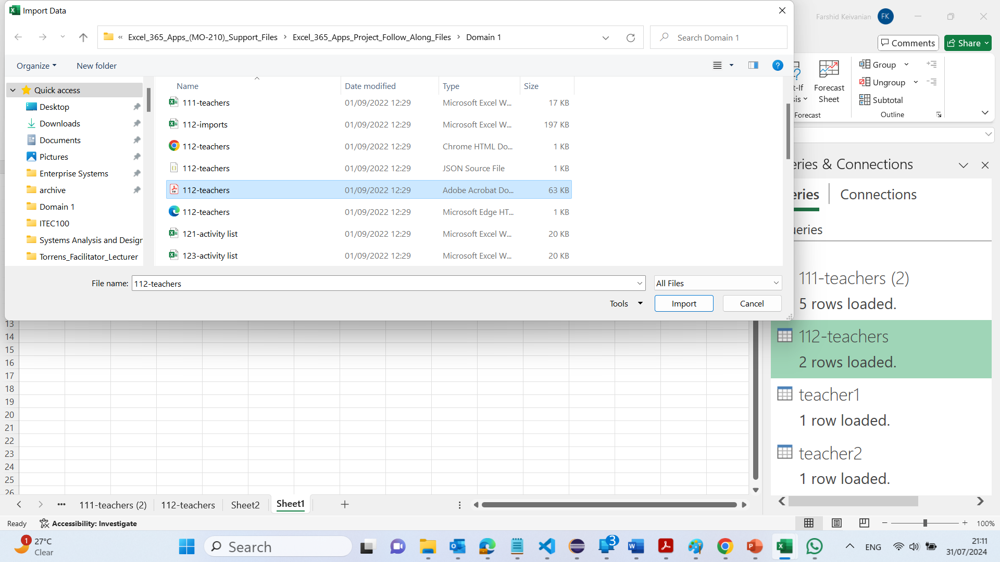 Import Data
Farshid Keivanian FK
« Excel_365_Apps_(MO-210)_Support_Files > Excel_365_Apps_Project_Follow_Along_Files > Domain 1
Search Domain 1
Comments
Share
Organize
New folder
Name
Date modified
Type
Size
Quick access
Desktop
Downloads
Documents
Pictures
Enterprise Systems
archive
Domain 1
ITEC100
Systems Analysis and Desigr
Torrens_Facilitator_Lecturer
111-teachers 01/09/2022 12:29 Microsoft Excel W... 17 KB
112-imports 01/09/2022 12:29 Microsoft Excel W... 197 KB
112-teachers 01/09/2022 12:29 Chrome HTML Do... 1 KB
112-teachers 01/09/2022 12:29 JSON Source File 1 KB
112-teachers 01/09/2022 12:29 Adobe Acrobat Do... 63 KB
112-teachers 01/09/2022 12:29 Microsoft Edge HT... 1 KB
121-activity list 01/09/2022 12:29 Microsoft Excel W... 20 KB
123-activity list 01/09/2022 12:29 Microsoft Excel W... 20 KB
File name: 112-teachers
All Files
Tools
Import
Cancel
t-If
sis
Forecast
Sheet
Forecast
Group
Ungroup
Subtotal
Outline
eries & Connections
eries
Connections
ueries
111-teachers (2)
5 rows loaded.
112-teachers
2 rows loaded.
teacher1
1 row loaded.
teacher2
1 row loaded.
13
14
15
16
17
18
19
20
21
22
23
24
25
26
111-teachers (2)
112-teachers
Sheet2
Sheet1
Ready
Accessibility: Investigate
100%
1
27°C
Clear
Search
3
ENG
21:11
31/07/2024